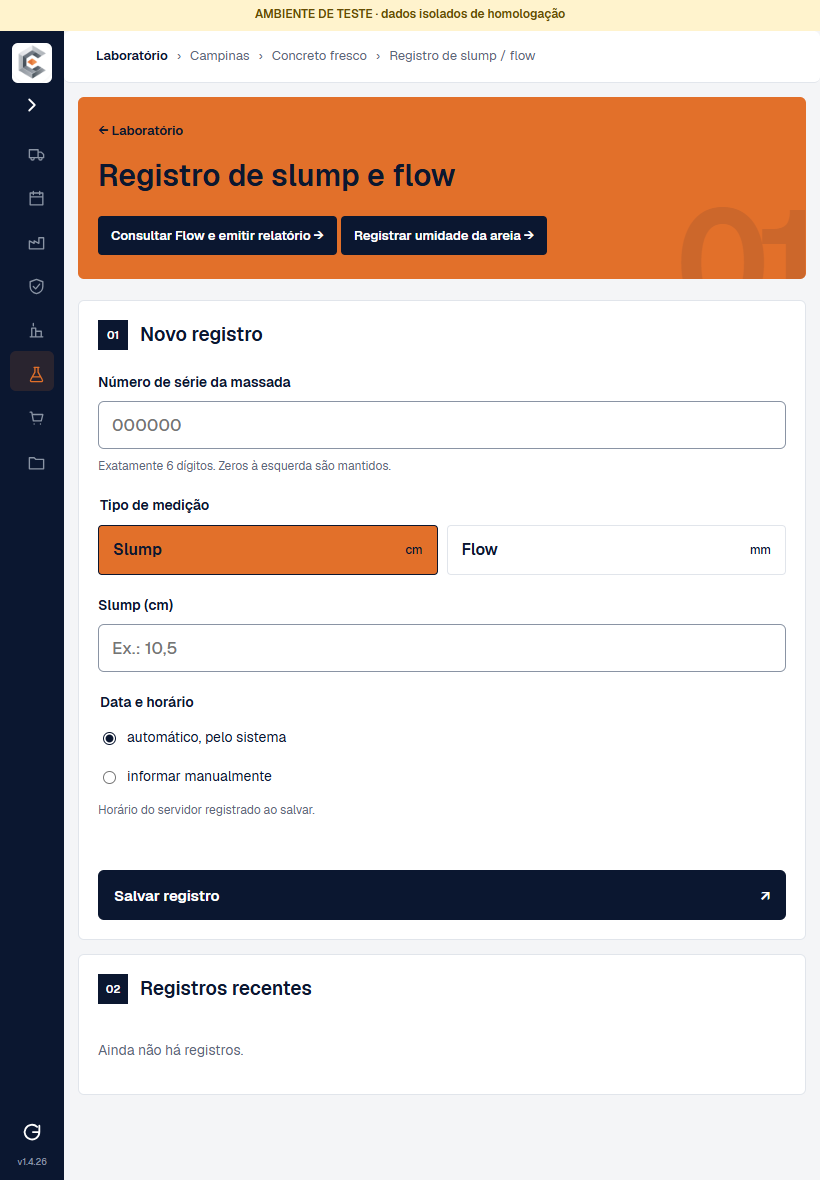 AMBIENTE DE TESTE · dados isolados de homologação
Laboratório › Campinas › Concreto fresco › Registro de slump / flow
← Laboratório
Registro de slump e flow
Consultar Flow e emitir relatório → Registrar umidade da areia →
01
01 Novo registro
Número de série da massada
000000
Exatamente 6 dígitos. Zeros à esquerda são mantidos.
Tipo de medição
Slump cm Flow mm
Slump (cm)
Ex.: 10,5
Data e horário
automático, pelo sistema
informar manualmente
Horário do servidor registrado ao salvar.
Salvar registro ↗
02 Registros recentes
Ainda não há registros.
v1.4.26